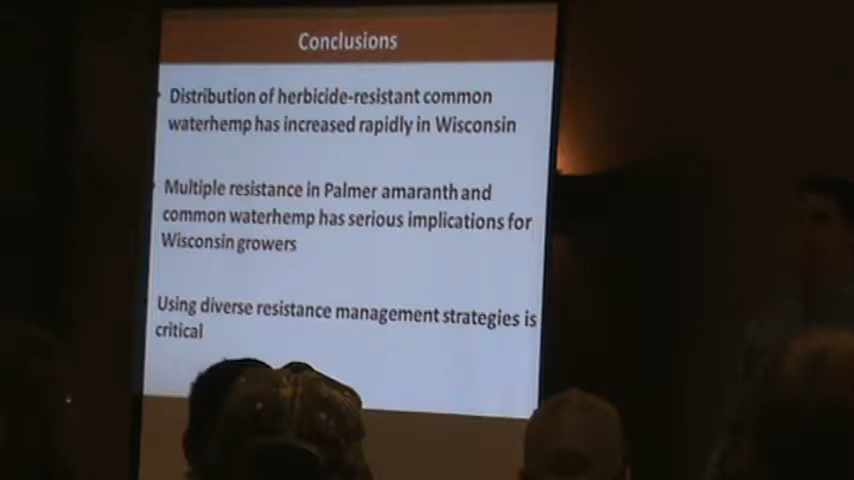 Conclusions
Distribution of herbicide-resistant common
waterhemp has increased rapidly in Wisconsin
Multiple resistance in Palmer amaranth and
common waterhemp has serious implications for
Wisconsin growers
Using diverse resistance management strategies is
critical